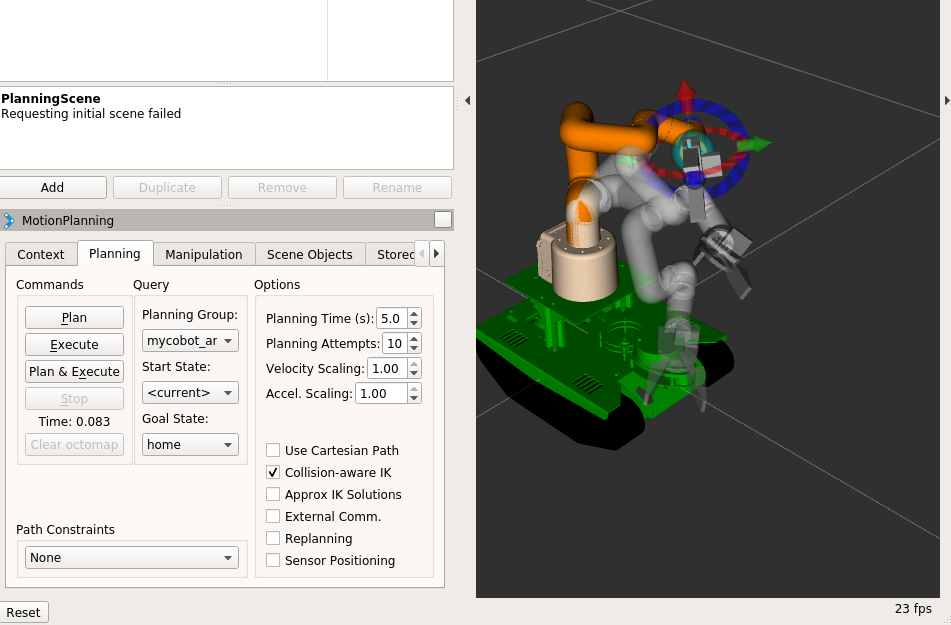 PlanningScene
Requesting initial scene failed
Add Duplicate Remove Rename
MotionPlanning
Context Planning Manipulation Scene Objects Stored
Commands Query Options
Plan
Execute
Plan & Execute
Stop
Time: 0.083
Clear octomap
Planning Group:
mycobot_ar
Start State:
<current>
Goal State:
home
Planning Time (s): 5.0
Planning Attempts: 10
Velocity Scaling: 1.00
Accel. Scaling: 1.00
Use Cartesian Path
Collision-aware IK
Approx IK Solutions
External Comm.
Replanning
Sensor Positioning
Path Constraints
None
Reset
23 fps